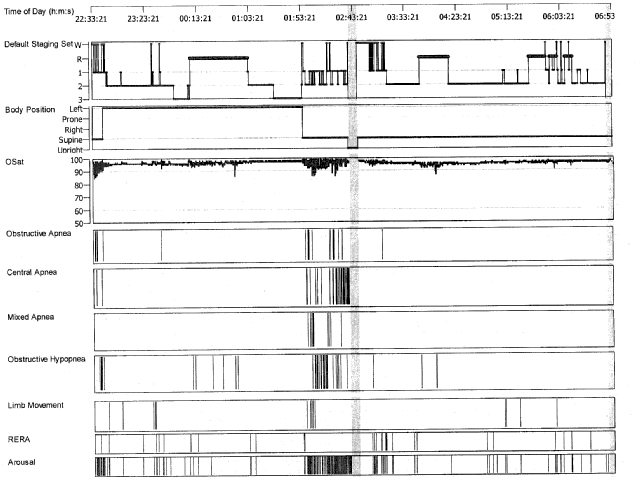 Time of Day (h:m:s)
22:33:21 23:23:21 00:13:21 01:03:21 01:53:21 02:43:21 03:33:21 04:23:21 05:13:21 06:03:21 06:53
Default Staging Set W
R
1
2
3
Body Position Left
Prone
Right
Supine
Upright
OSat 100
90
80
70
60
50
Obstructive Apnea
Central Apnea
Mixed Apnea
Obstructive Hypopnea
Limb Movement
RERA
Arousal